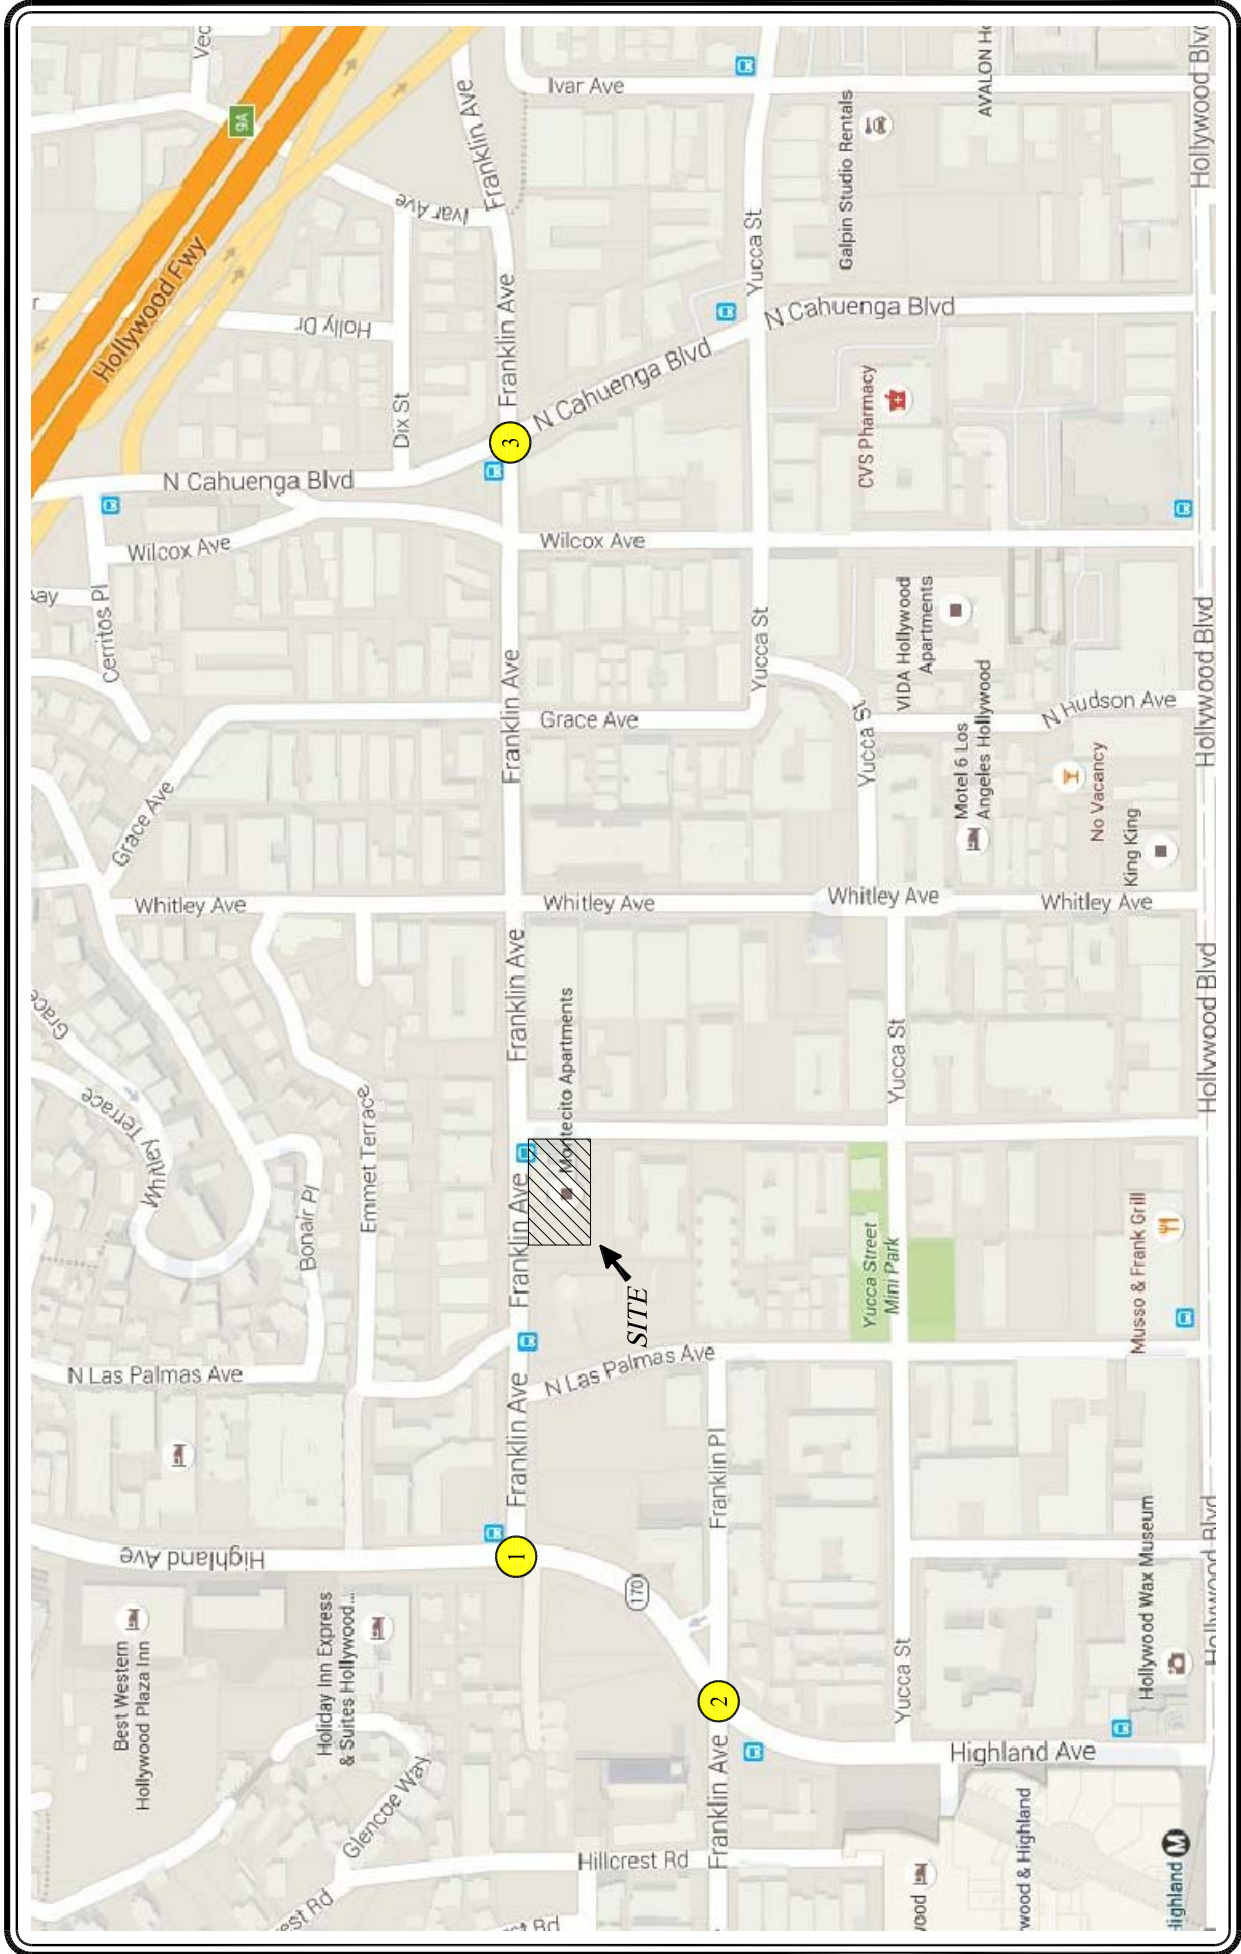 Best Western
Hollywood Plaza Inn
Highland Ave
N Las Palmas Ave
Whitley Terrace
Whitley
Terrace
Grace
Whitley Ave
Grace Ave
Cerritos Pl
Wilcox Ave
N Cahuenga Blvd
Hollywood Fwy
9A
Holly Dr
Holiday Inn Express
& Suites Hollywood...
Glencoe Way
Bonair Pl
Emmet Terrace
Dix St
Ivar Ave
Franklin Ave
1
Franklin Ave
Franklin Ave
Franklin Ave
Franklin Ave
3
Franklin Ave
Montecito Apartments
SITE
Hillcrest Rd
170
N Las Palmas Ave
Whitley Ave
Grace Ave
Wilcox Ave
N Cahuenga Blvd
Ivar Ave
Franklin Ave
2
Franklin Pl
Yucca St
Yucca St
Yucca Street
Mini Park
Whitley Ave
Yucca St
CVS Pharmacy
N Cahuenga Blvd
Galpin Studio Rentals
Yucca St
Yucca St
VIDA Hollywood
Apartments
Motel 6 Los
Angeles Hollywood
Highland Ave
Whitley Ave
N Hudson Ave
No Vacancy
King King
AVALON
Hollywood Wax Museum
Musso & Frank Grill
M
Hollywood Blvd
Hollywood Blvd
Hollywood Blvd
Hollywood Blvd
Hollywood Blvd